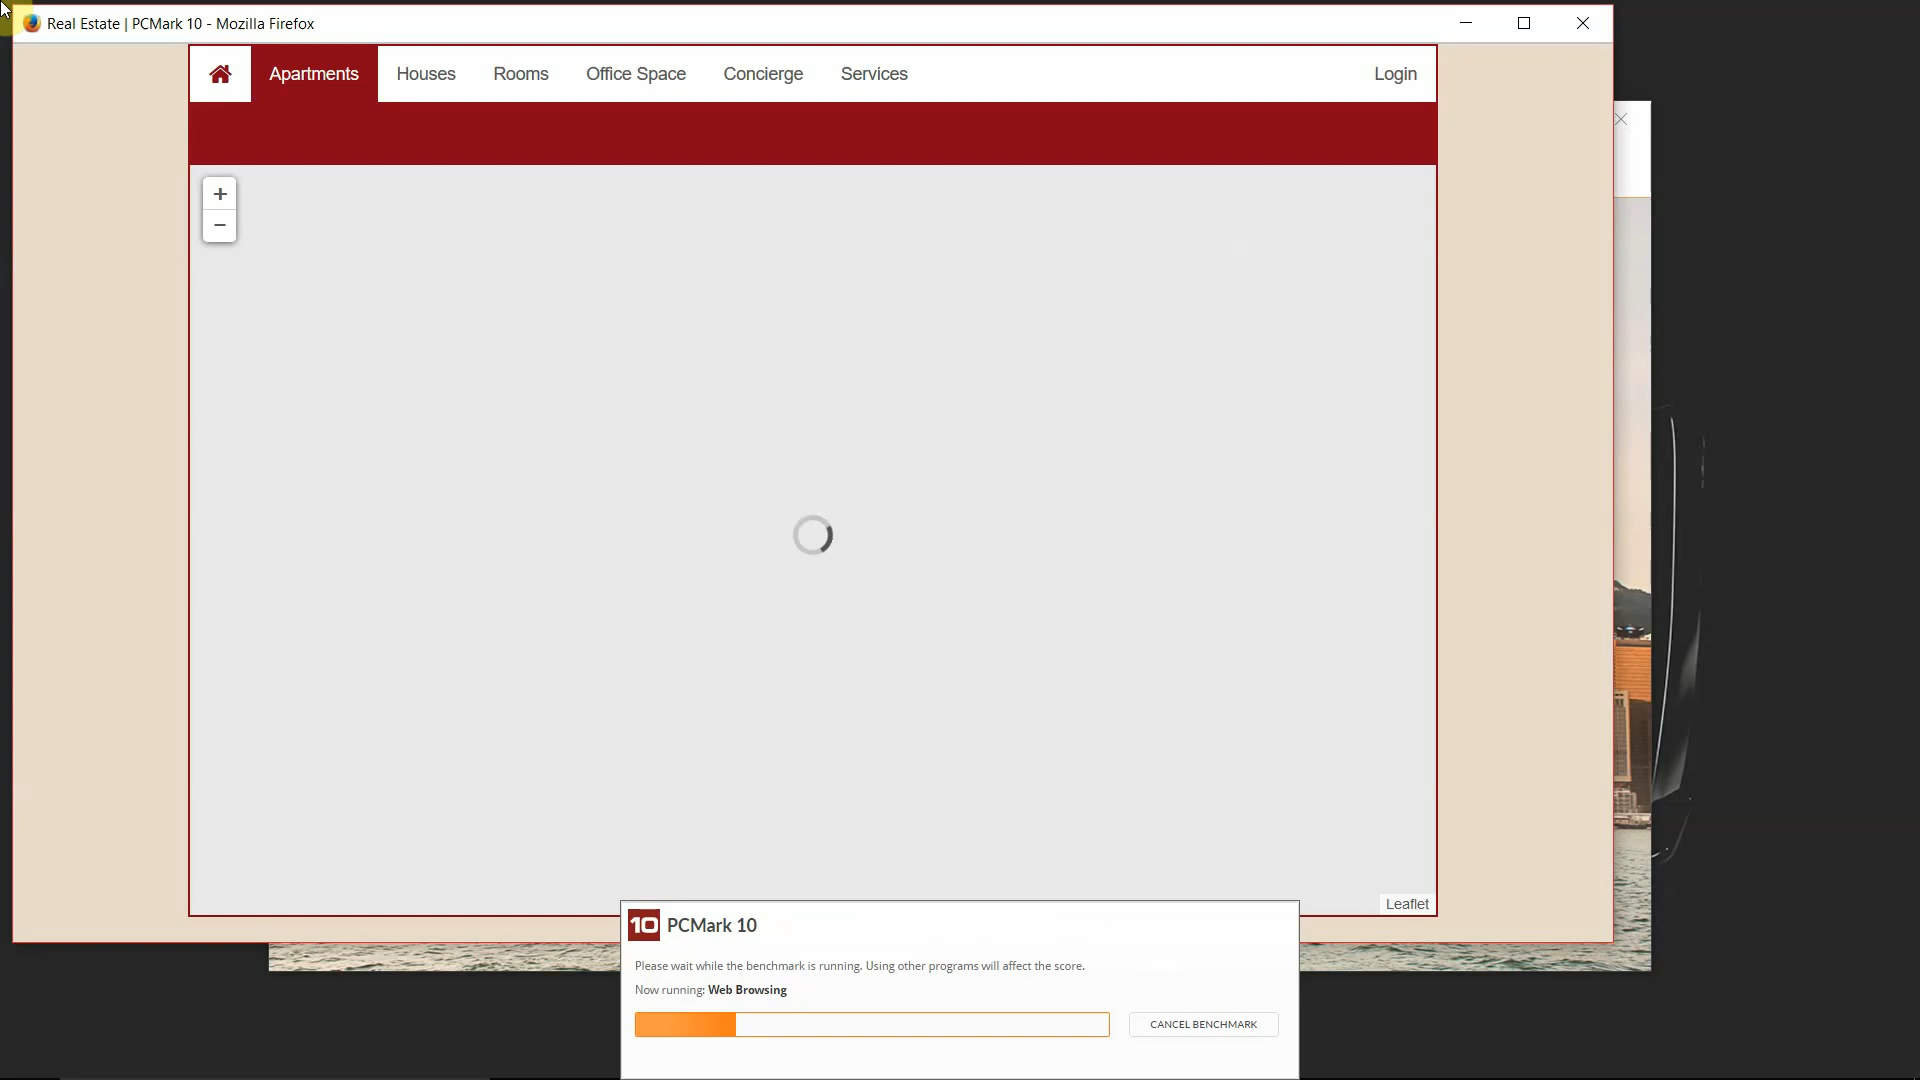 Real Estate | PCMark 10 - Mozilla Firefox
Apartments Houses Rooms Office Space Concierge Services Login
+
−
Leaflet
10 PCMark 10
Please wait while the benchmark is running. Using other programs will affect the score.
Now running: Web Browsing
CANCEL BENCHMARK